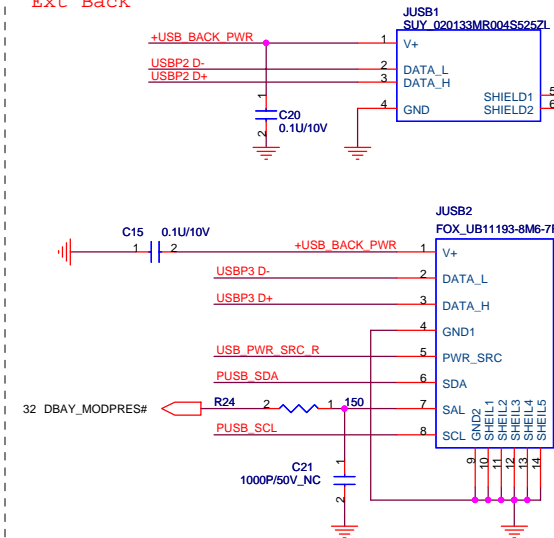 Ext Back
JUSB1
SUY_020133MR004S525ZL
+USB_BACK_PWR 1 V+
USBP2 D- 2 DATA_L
USBP2 D+ 3 DATA_H
4 GND
SHIELD1 5
SHIELD2 6
1
C20
0.1U/10V
2
JUSB2
FOX_UB11193-8M6-7F
C15 0.1U/10V
1 2
+USB_BACK_PWR 1 V+
USBP3 D- 2 DATA_L
USBP3 D+ 3 DATA_H
4 GND1
USB_PWR_SRC_R 5 PWR_SRC
PUSB_SDA 6 SDA
32 DBAY_MODPRES# R24 2 1 150 7 SAL
PUSB_SCL 8 SCL
GND2 SHEIL1 SHEIL2 SHEIL3 SHEIL4 SHEIL5
9 10 11 12 13 14
1
C21
1000P/50V_NC
2